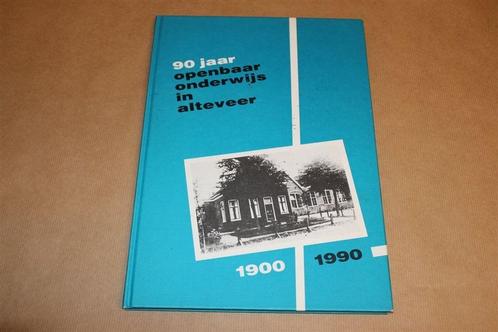 90 jaar
openbaar
onderwijs
in
alteveer
1900 1990